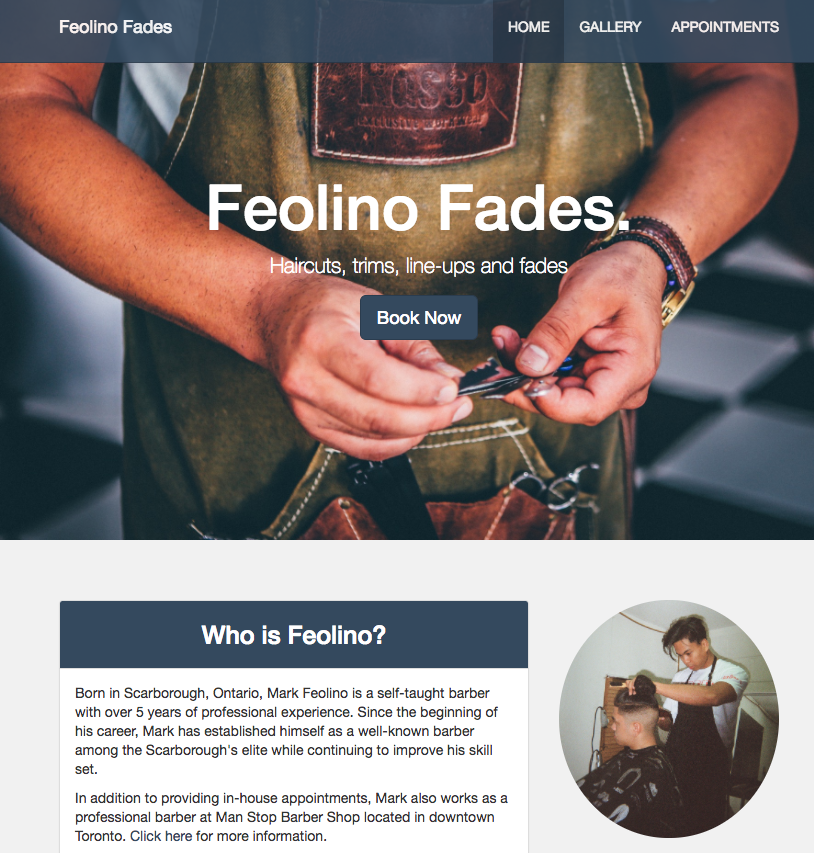 Feolino Fades
HOME
GALLERY
APPOINTMENTS
Nasso
EXCLUSIVE WORKWEAR
Feolino Fades.
Haircuts, trims, line-ups and fades
Book Now
Who is Feolino?
Born in Scarborough, Ontario, Mark Feolino is a self-taught barber
with over 5 years of professional experience. Since the beginning of
his career, Mark has established himself as a well-known barber
among the Scarborough's elite while continuing to improve his skill
set.
In addition to providing in-house appointments, Mark also works as a
professional barber at Man Stop Barber Shop located in downtown
Toronto. Click here for more information.